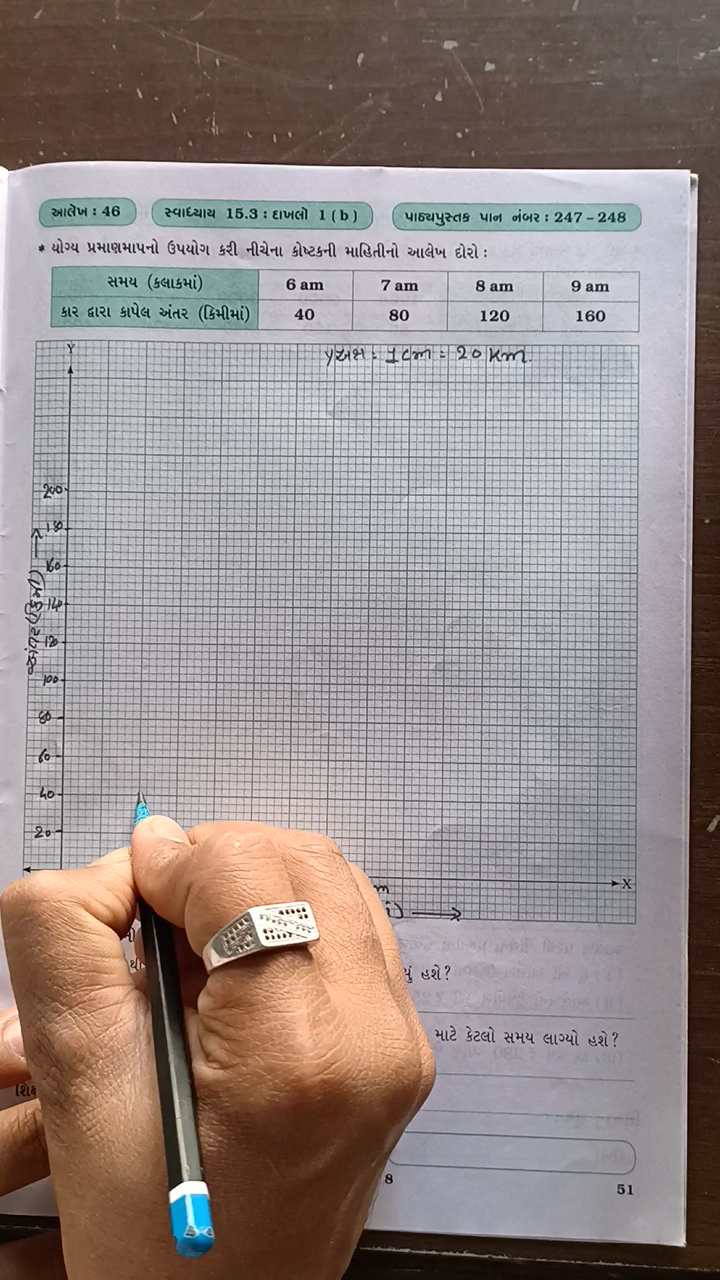 આલેખ : 46 સ્વાધ્યાય 15.3 : દાખલો 1 ( b ) પાઠ્યપુસ્તક પાન નંબર : 247 – 248
* યોગ્ય પ્રમાણમાપનો ઉપયોગ કરી નીચેના કોષ્ટકની માહિતીનો આલેખ દોરો :
સમય (કલાકમાં) 6 am 7 am 8 am 9 am
કાર દ્વારા કાપેલ અંતર (કિમીમાં) 40 80 120 160
Y
Yઅક્ષ : 1 cm = 20 km.
200
180
160
140
120
100
80
60
40
20
અંતર (કિમી)
X
m
યું હશે?
માટે કેટલો સમય લાગ્યો હશે?
શિક્ષ
8
51